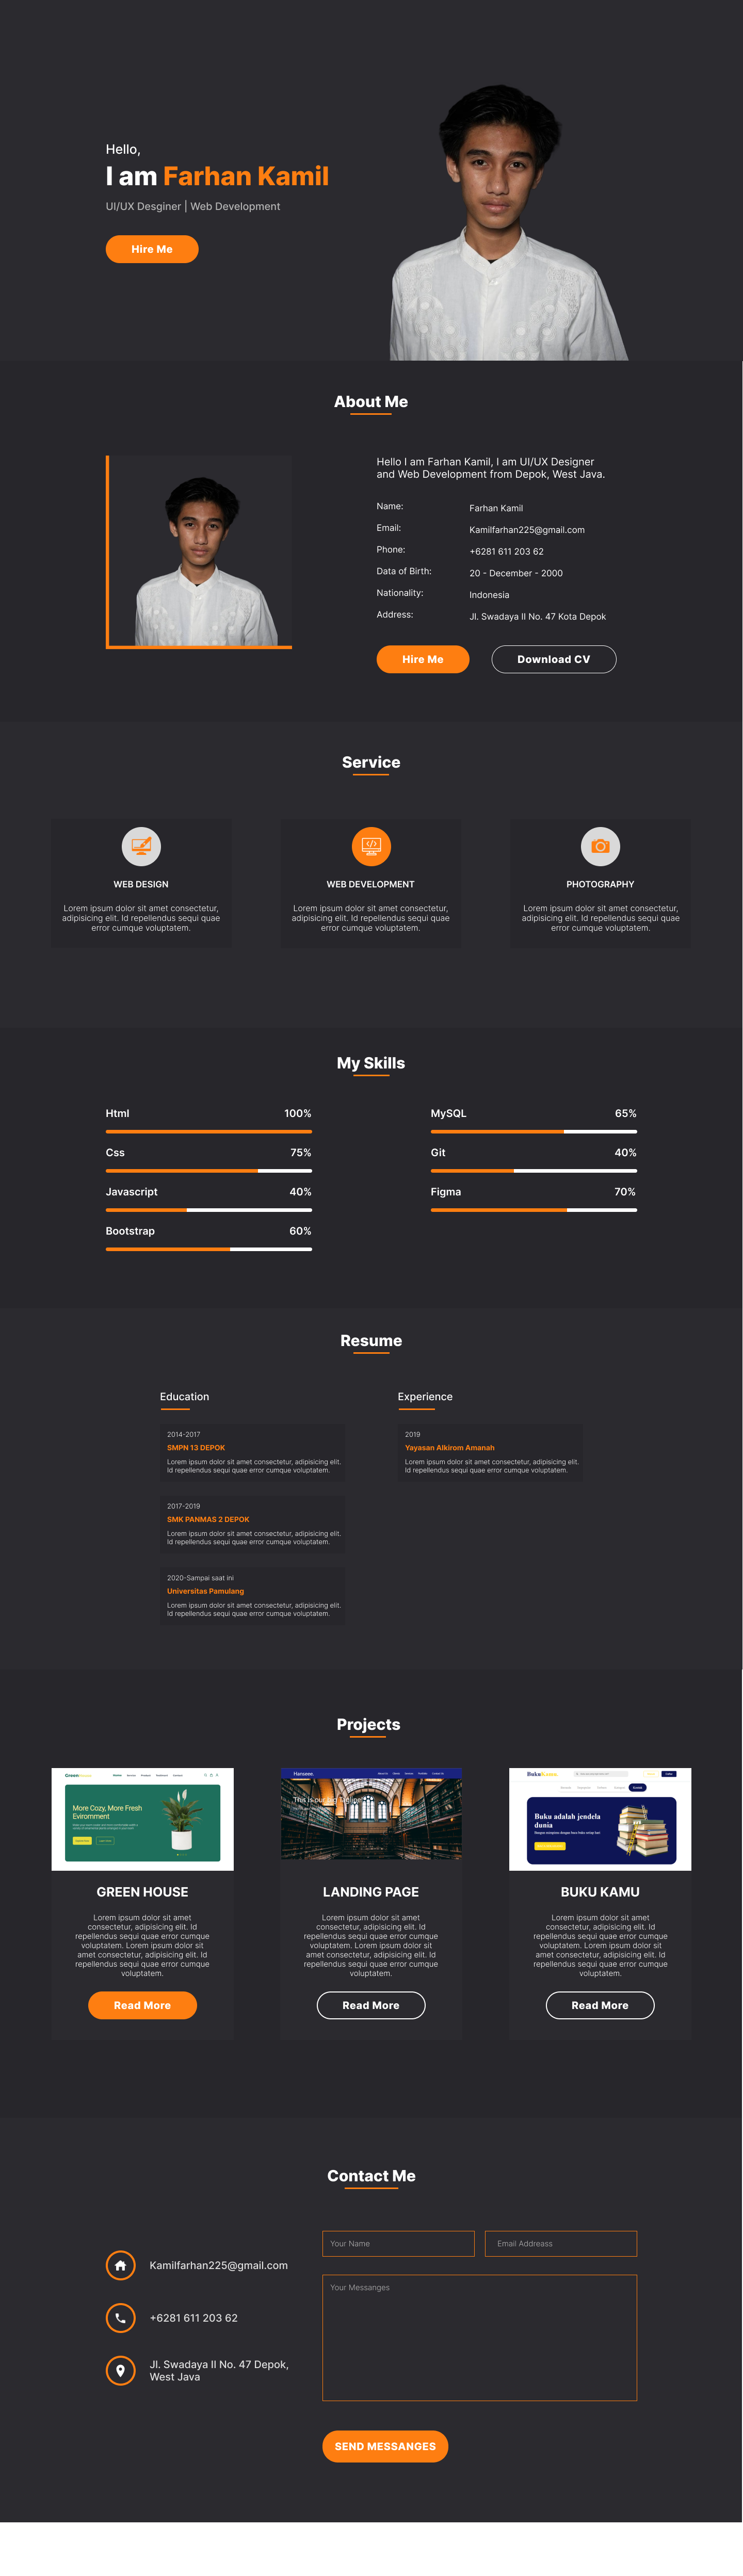 Hello,
I am Farhan Kamil
UI/UX Desginer | Web Development
Hire Me
About Me
Hello I am Farhan Kamil, I am UI/UX Designer
and Web Development from Depok, West Java.
Name: Farhan Kamil
Email: Kamilfarhan225@gmail.com
Phone: +6281 611 203 62
Data of Birth: 20 - December - 2000
Nationality: Indonesia
Address: Jl. Swadaya II No. 47 Kota Depok
Hire Me
Download CV
Service
WEB DESIGN
Lorem ipsum dolor sit amet consectetur,
adipisicing elit. Id repellendus sequi quae
error cumque voluptatem.
WEB DEVELOPMENT
Lorem ipsum dolor sit amet consectetur,
adipisicing elit. Id repellendus sequi quae
error cumque voluptatem.
PHOTOGRAPHY
Lorem ipsum dolor sit amet consectetur,
adipisicing elit. Id repellendus sequi quae
error cumque voluptatem.
My Skills
Html 100%
Css 75%
Javascript 40%
Bootstrap 60%
MySQL 65%
Git 40%
Figma 70%
Resume
Education
2014-2017
SMPN 13 DEPOK
Lorem ipsum dolor sit amet consectetur, adipisicing elit.
Id repellendus sequi quae error cumque voluptatem.
2017-2019
SMK PANMAS 2 DEPOK
Lorem ipsum dolor sit amet consectetur, adipisicing elit.
Id repellendus sequi quae error cumque voluptatem.
2020-Sampai saat ini
Universitas Pamulang
Lorem ipsum dolor sit amet consectetur, adipisicing elit.
Id repellendus sequi quae error cumque voluptatem.
Experience
2019
Yayasan Alkirom Amanah
Lorem ipsum dolor sit amet consectetur, adipisicing elit.
Id repellendus sequi quae error cumque voluptatem.
Projects
Green
More Cozy, More Fresh
Enviromment
GREEN HOUSE
Lorem ipsum dolor sit amet
consectetur, adipisicing elit. Id
repellendus sequi quae error cumque
voluptatem. Lorem ipsum dolor sit
amet consectetur, adipisicing elit. Id
repellendus sequi quae error cumque
voluptatem.
Read More
Hanseee.
This is our
LANDING PAGE
Lorem ipsum dolor sit amet
consectetur, adipisicing elit. Id
repellendus sequi quae error cumque
voluptatem. Lorem ipsum dolor sit
amet consectetur, adipisicing elit. Id
repellendus sequi quae error cumque
voluptatem.
Read More
BukuKamu
Buku adalah jendela
dunia
BUKU KAMU
Lorem ipsum dolor sit amet
consectetur, adipisicing elit. Id
repellendus sequi quae error cumque
voluptatem. Lorem ipsum dolor sit
amet consectetur, adipisicing elit. Id
repellendus sequi quae error cumque
voluptatem.
Read More
Contact Me
Kamilfarhan225@gmail.com
+6281 611 203 62
Jl. Swadaya II No. 47 Depok,
West Java
Your Name
Email Addreass
Your Messanges
SEND MESSANGES